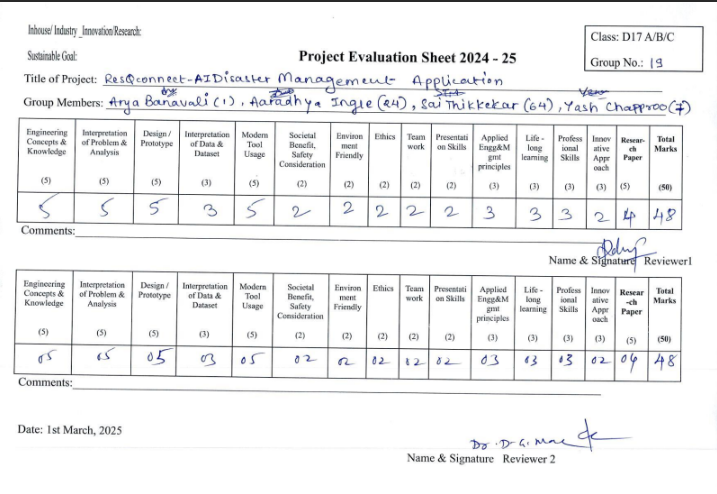 Inhouse/ Industry_Innovation/Research:
Class: D17 A/B/C
Sustainable Goal:
Project Evaluation Sheet 2024 - 25
Group No.: 19
Title of Project: ResQconnect-AIDisaster Management Application
Group Members: Arya Banavali (1), Aaradhya Ingle (24), Sai Thikkekar (64), Yash Chapproo (7)
Engineering Concepts & Knowledge (5) Interpretation of Problem & Analysis (5) Design / Prototype (5) Interpretation of Data & Dataset (3) Modern Tool Usage (5) Societal Benefit, Safety Consideration (2) Environ ment Friendly (2) Ethics (2) Team work (2) Presentati on Skills (2) Applied Engg&M gmt principles (3) Life - long learning (3) Profess ional Skills (3) Innov ative Appr oach (3) Resear- ch Paper (5) Total Marks (50)
5 5 5 3 5 2 2 2 2 2 3 3 3 2 4 48
Comments:
Name & Signature Reviewer1
Engineering Concepts & Knowledge (5) Interpretation of Problem & Analysis (5) Design / Prototype (5) Interpretation of Data & Dataset (3) Modern Tool Usage (5) Societal Benefit, Safety Consideration (2) Environ ment Friendly (2) Ethics (2) Team work (2) Presentati on Skills (2) Applied Engg&M gmt principles (3) Life - long learning (3) Profess ional Skills (3) Innov ative Appr oach (3) Resear -ch Paper (5) Total Marks (50)
05 05 05 03 05 02 02 02 02 02 03 03 03 02 04 48
Comments:
Date: 1st March, 2025
Dr. D. G.
Name & Signature Reviewer 2